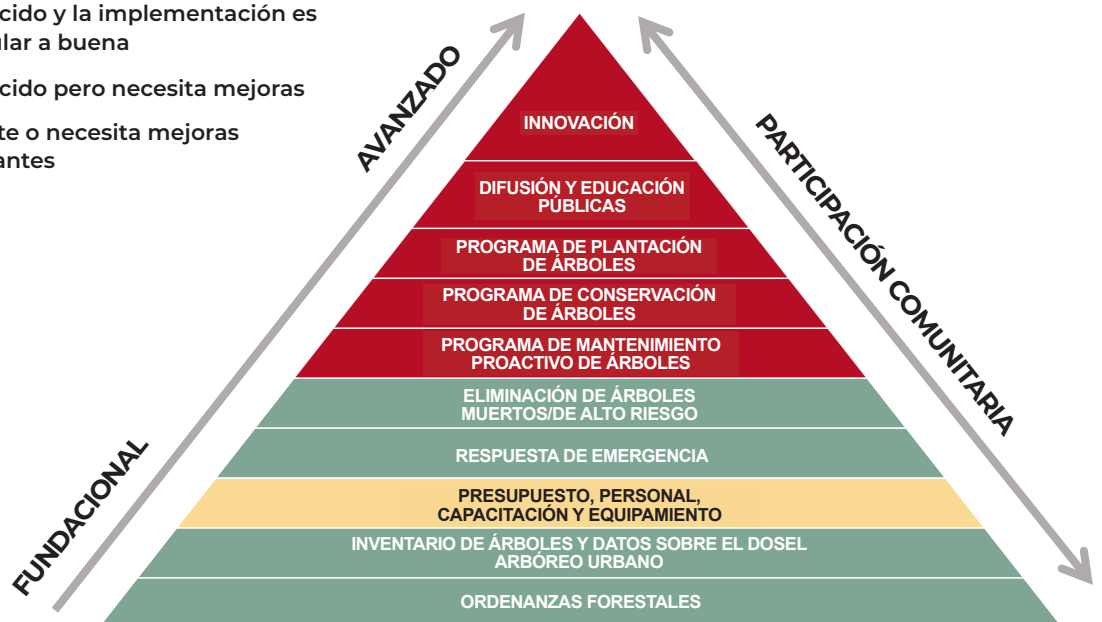 cido y la implementación es
ular a buena
cido pero necesita mejoras
te o necesita mejoras
antes
AVANZADO
FUNDACIONAL
PARTICIPACIÓN COMUNITARIA
INNOVACIÓN
DIFUSIÓN Y EDUCACIÓN
PÚBLICAS
PROGRAMA DE PLANTACIÓN
DE ÁRBOLES
PROGRAMA DE CONSERVACIÓN
DE ÁRBOLES
PROGRAMA DE MANTENIMIENTO
PROACTIVO DE ÁRBOLES
ELIMINACIÓN DE ÁRBOLES
MUERTOS/DE ALTO RIESGO
RESPUESTA DE EMERGENCIA
PRESUPUESTO, PERSONAL,
CAPACITACIÓN Y EQUIPAMIENTO
INVENTARIO DE ÁRBOLES Y DATOS SOBRE EL DOSEL
ARBÓREO URBANO
ORDENANZAS FORESTALES